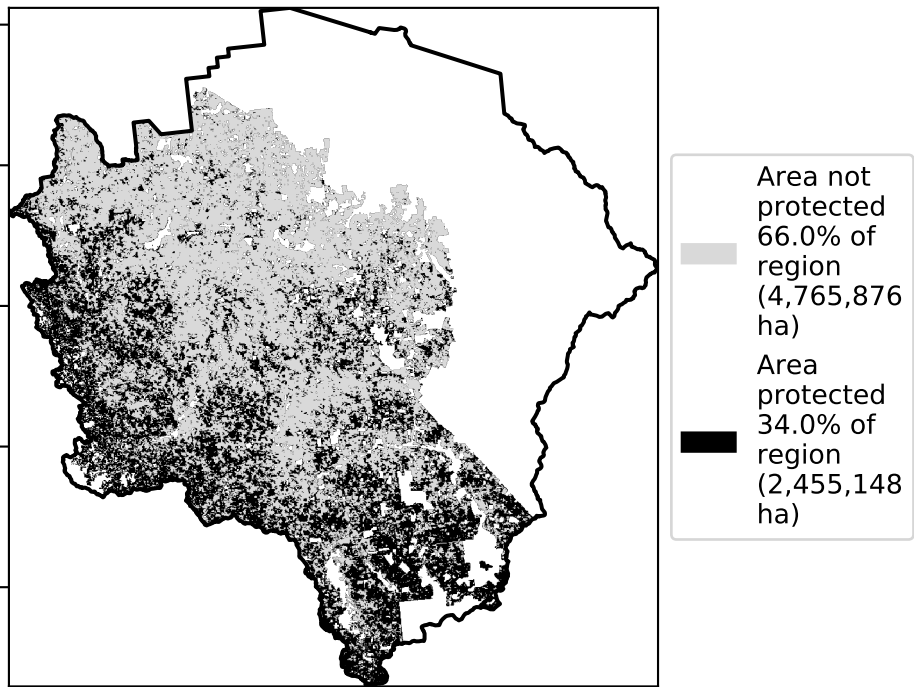 Area not
protected
66.0% of
region
(4,765,876
ha)
Area
protected
34.0% of
region
(2,455,148
ha)